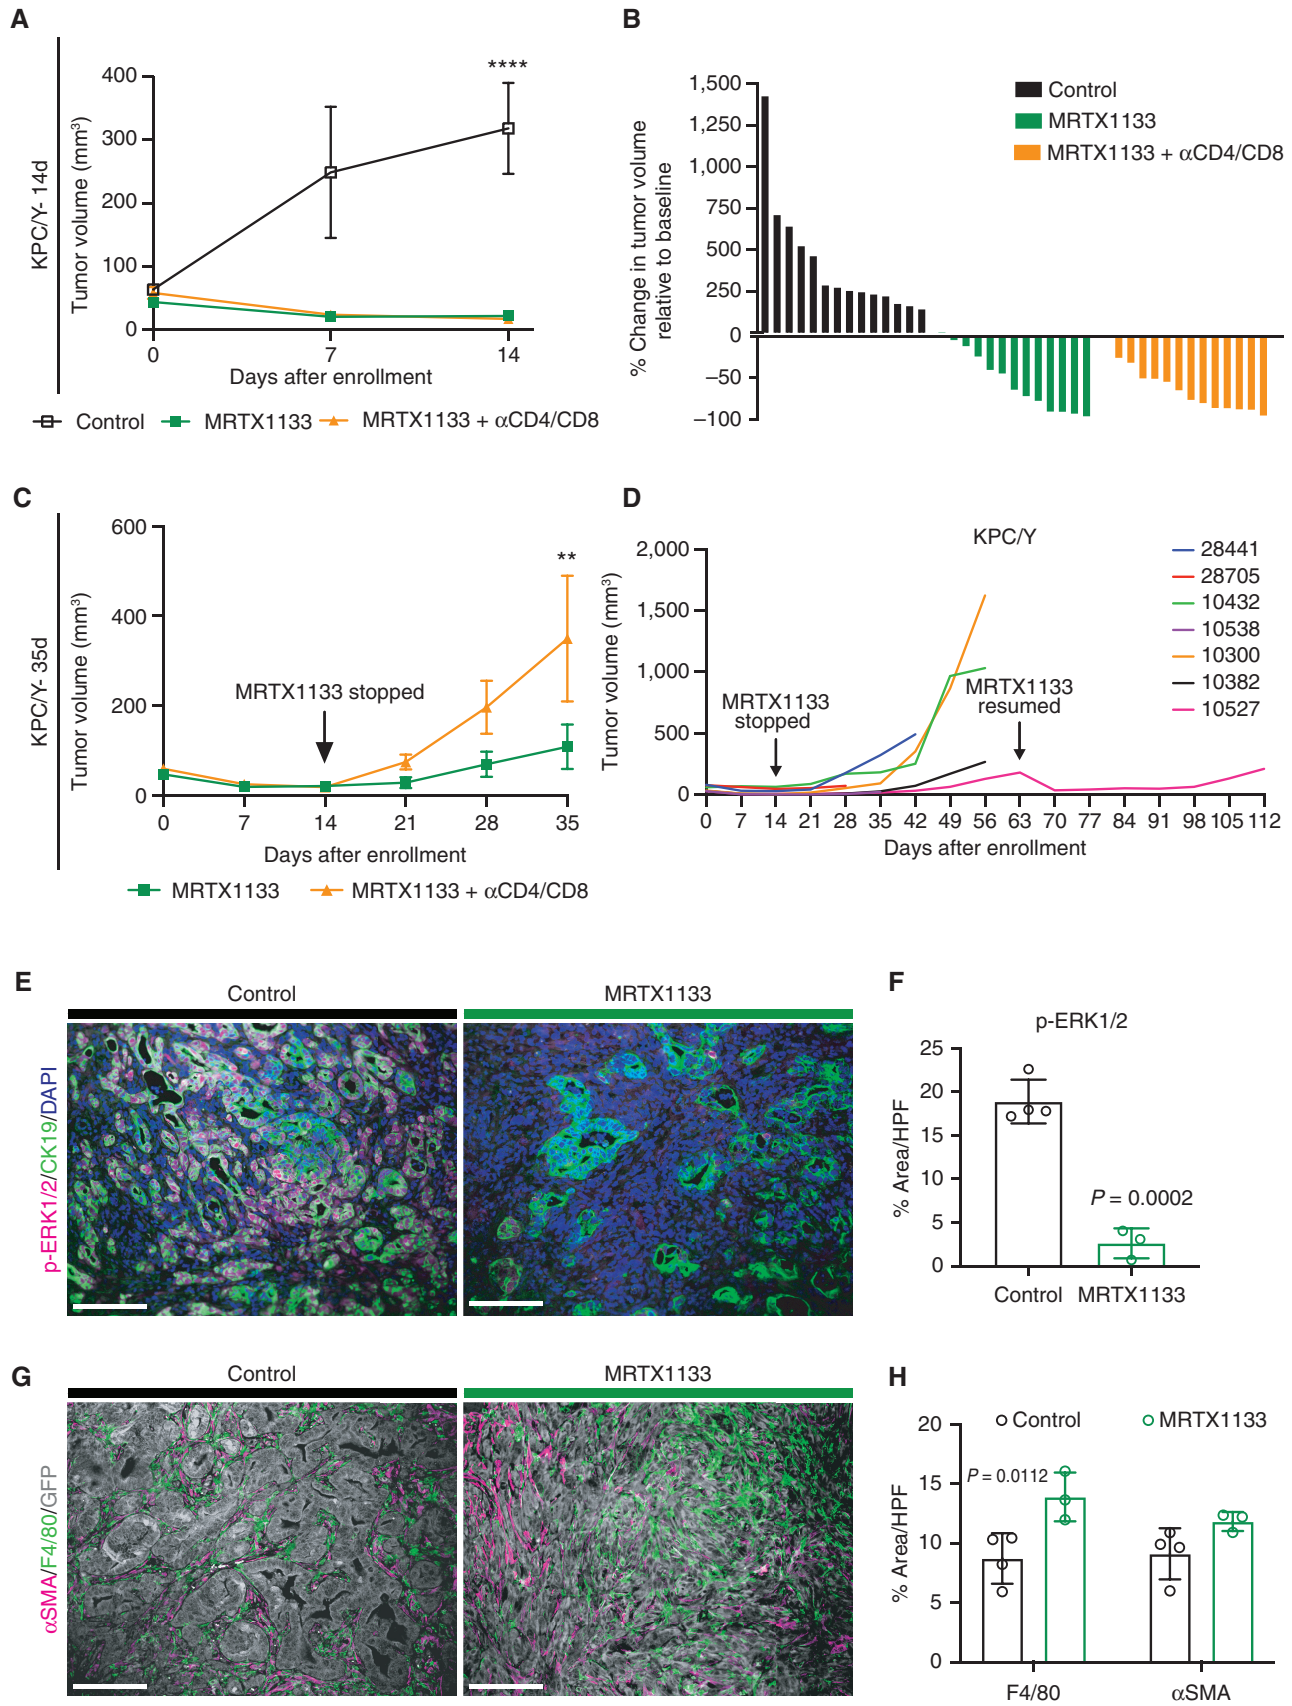 A
KPC/Y- 14d
Tumor volume (mm³)
400
300
200
100
0
****
0 7 14
Days after enrollment
Control MRTX1133 MRTX1133 + αCD4/CD8
B
% Change in tumor volume
relative to baseline
1,500
1,250
1,000
750
500
250
0
−50
−100
Control
MRTX1133
MRTX1133 + αCD4/CD8
C
KPC/Y- 35d
Tumor volume (mm³)
600
400
200
0
**
MRTX1133 stopped
0 7 14 21 28 35
Days after enrollment
MRTX1133 MRTX1133 + αCD4/CD8
D
KPC/Y
Tumor volume (mm³)
2,000
1,500
1,000
500
0
MRTX1133
stopped
MRTX1133
resumed
28441
28705
10432
10538
10300
10382
10527
0 7 14 21 28 35 42 49 56 63 70 77 84 91 98 105 112
Days after enrollment
E
Control MRTX1133
p-ERK1/2/CK19/DAPI
F
p-ERK1/2
% Area/HPF
25
20
15
10
5
0
P = 0.0002
Control MRTX1133
G
Control MRTX1133
αSMA/F4/80/GFP
H
% Area/HPF
20
15
10
5
0
Control MRTX1133
P = 0.0112
F4/80 αSMA